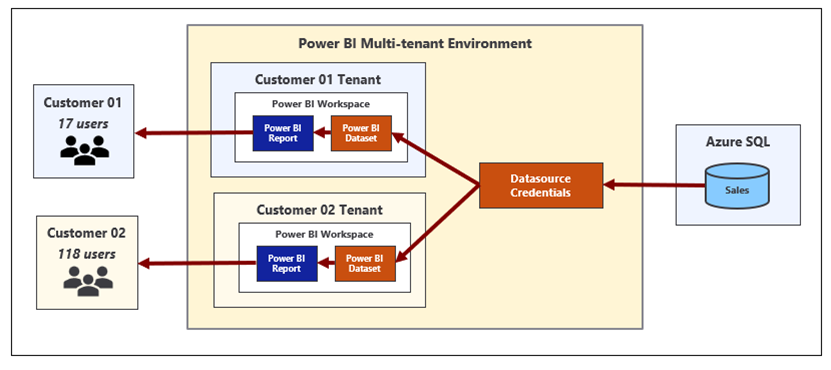 Power BI Multi-tenant Environment
Customer 01
17 users
Customer 01 Tenant
Power BI Workspace
Power BI
Report
Power BI
Dataset
Customer 02
118 users
Customer 02 Tenant
Power BI Workspace
Power BI
Report
Power BI
Dataset
Datasource
Credentials
Azure SQL
Sales